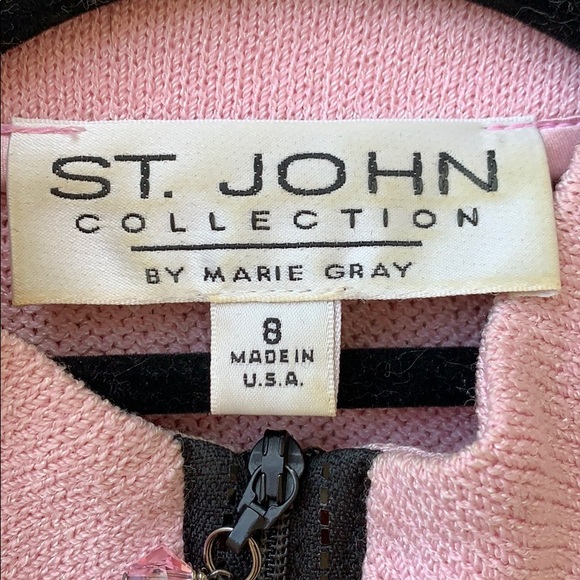 ST. JOHN
COLLECTION
BY MARIE GRAY
8
MADE IN
U.S.A.